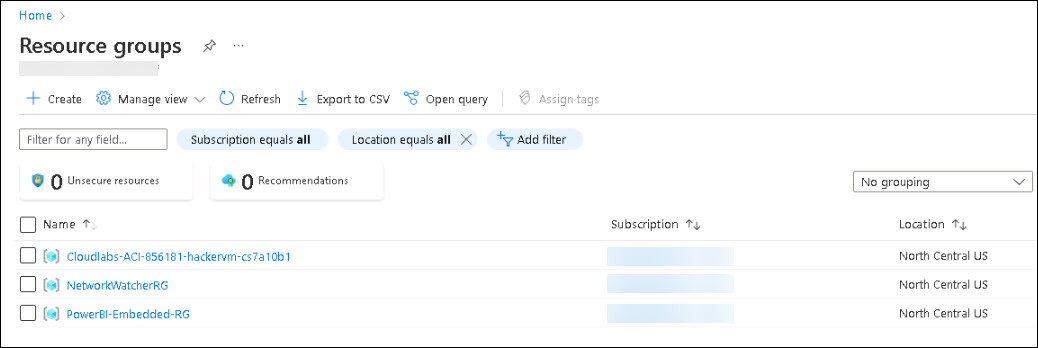 Home
Resource groups
Create Manage view Refresh Export to CSV Open query Assign tags
Filter for any field... Subscription equals all Location equals all Add filter
0 Unsecure resources 0 Recommendations No grouping
Name Subscription Location
Cloudlabs-ACI-856181-hackervm-cs7a10b1 North Central US
NetworkWatcherRG North Central US
PowerBI-Embedded-RG North Central US